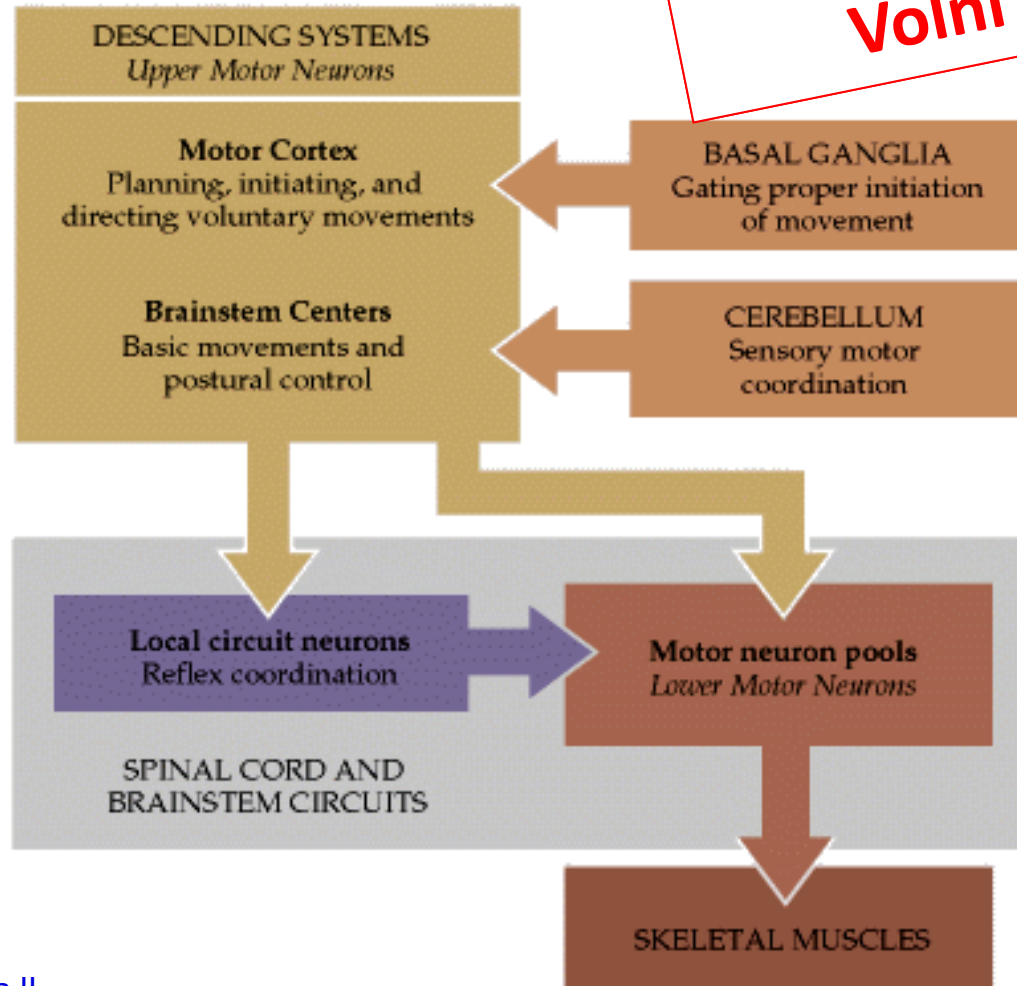 DESCENDING SYSTEMS
Upper Motor Neurons
Volni
Motor Cortex
Planning, initiating, and
directing voluntary movements
BASAL GANGLIA
Gating proper initiation
of movement
Brainstem Centers
Basic movements and
postural control
CEREBELLUM
Sensory motor
coordination
Local circuit neurons
Reflex coordination
Motor neuron pools
Lower Motor Neurons
SPINAL CORD AND
BRAINSTEM CIRCUITS
SKELETAL MUSCLES